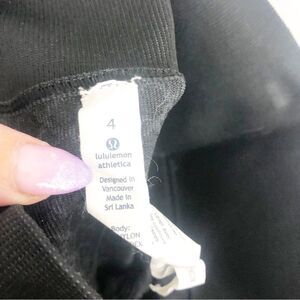 4
lululemon
athletica
Designed in
Vancouver
Made in
Sri Lanka
Body: